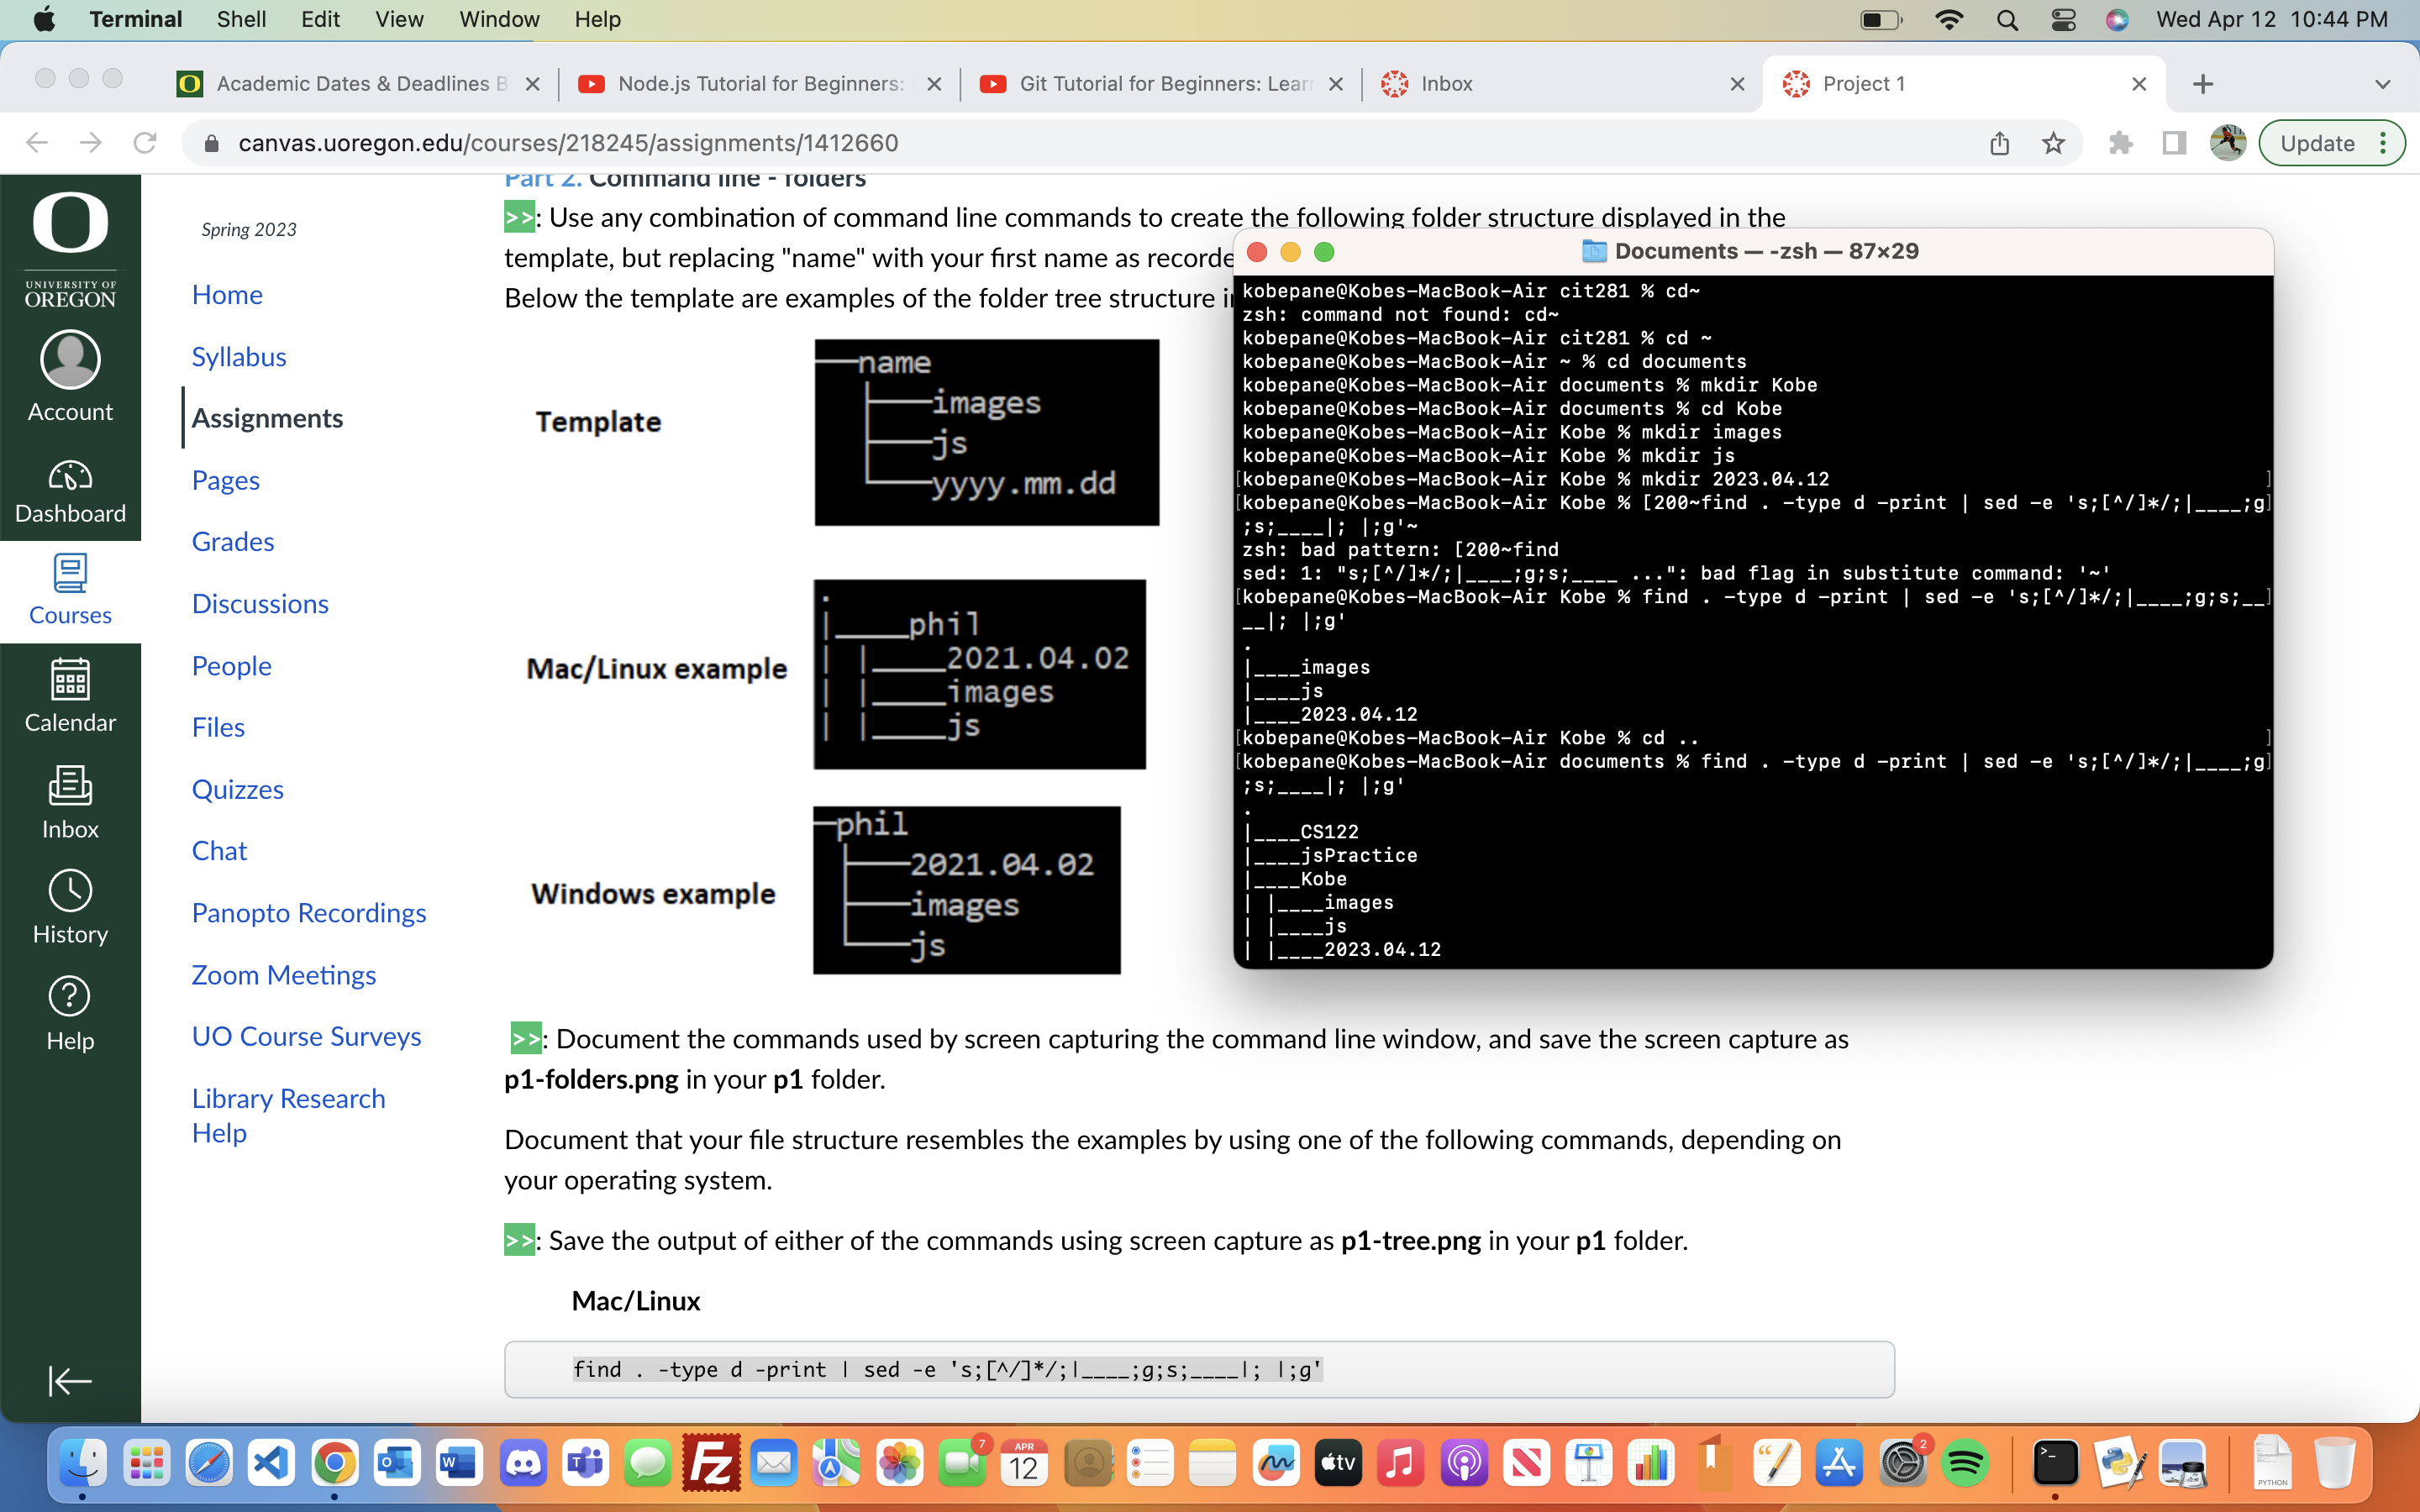 Terminal Shell Edit View Window Help Wed Apr 12 10:44 PM
Academic Dates & Deadlines B
Node.js Tutorial for Beginners:
Git Tutorial for Beginners: Lear
Inbox
Project 1
canvas.uoregon.edu/courses/218245/assignments/1412660
Update
UNIVERSITY OF
OREGON
Account
Dashboard
Courses
Calendar
Inbox
History
Help
Spring 2023
Home
Syllabus
Assignments
Pages
Grades
Discussions
People
Files
Quizzes
Chat
Panopto Recordings
Zoom Meetings
UO Course Surveys
Library Research
Help
Part 2. Command line - folders
>>: Use any combination of command line commands to create the following folder structure displayed in the
template, but replacing "name" with your first name as recorde
Below the template are examples of the folder tree structure i
Template
──name
├───images
├───js
└───yyyy.mm.dd
Mac/Linux example
.
|____phil
| |____2021.04.02
| |____images
| |____js
Windows example
─phil
├───2021.04.02
├───images
└───js
>>: Document the commands used by screen capturing the command line window, and save the screen capture as
p1-folders.png in your p1 folder.
Document that your file structure resembles the examples by using one of the following commands, depending on
your operating system.
>>: Save the output of either of the commands using screen capture as p1-tree.png in your p1 folder.
Mac/Linux
find . -type d -print | sed -e 's;[^/]*/;|____;g;s;____|; |;g'
Documents — -zsh — 87×29
kobepane@Kobes-MacBook-Air cit281 % cd~
zsh: command not found: cd~
kobepane@Kobes-MacBook-Air cit281 % cd ~
kobepane@Kobes-MacBook-Air ~ % cd documents
kobepane@Kobes-MacBook-Air documents % mkdir Kobe
kobepane@Kobes-MacBook-Air documents % cd Kobe
kobepane@Kobes-MacBook-Air Kobe % mkdir images
kobepane@Kobes-MacBook-Air Kobe % mkdir js
[kobepane@Kobes-MacBook-Air Kobe % mkdir 2023.04.12 ]
[kobepane@Kobes-MacBook-Air Kobe % [200~find . -type d -print | sed -e 's;[^/]*/;|____;g]
;s;____|; |;g'~
zsh: bad pattern: [200~find
sed: 1: "s;[^/]*/;|____;g;s;____ ...": bad flag in substitute command: '~'
[kobepane@Kobes-MacBook-Air Kobe % find . -type d -print | sed -e 's;[^/]*/;|____;g;s;__]
__|; |;g'
.
|____images
|____js
|____2023.04.12
[kobepane@Kobes-MacBook-Air Kobe % cd .. ]
[kobepane@Kobes-MacBook-Air documents % find . -type d -print | sed -e 's;[^/]*/;|____;g]
;s;____|; |;g'
.
|____CS122
|____jsPractice
|____Kobe
| |____images
| |____js
| |____2023.04.12
7
APR
12
tv
2
PYTHON